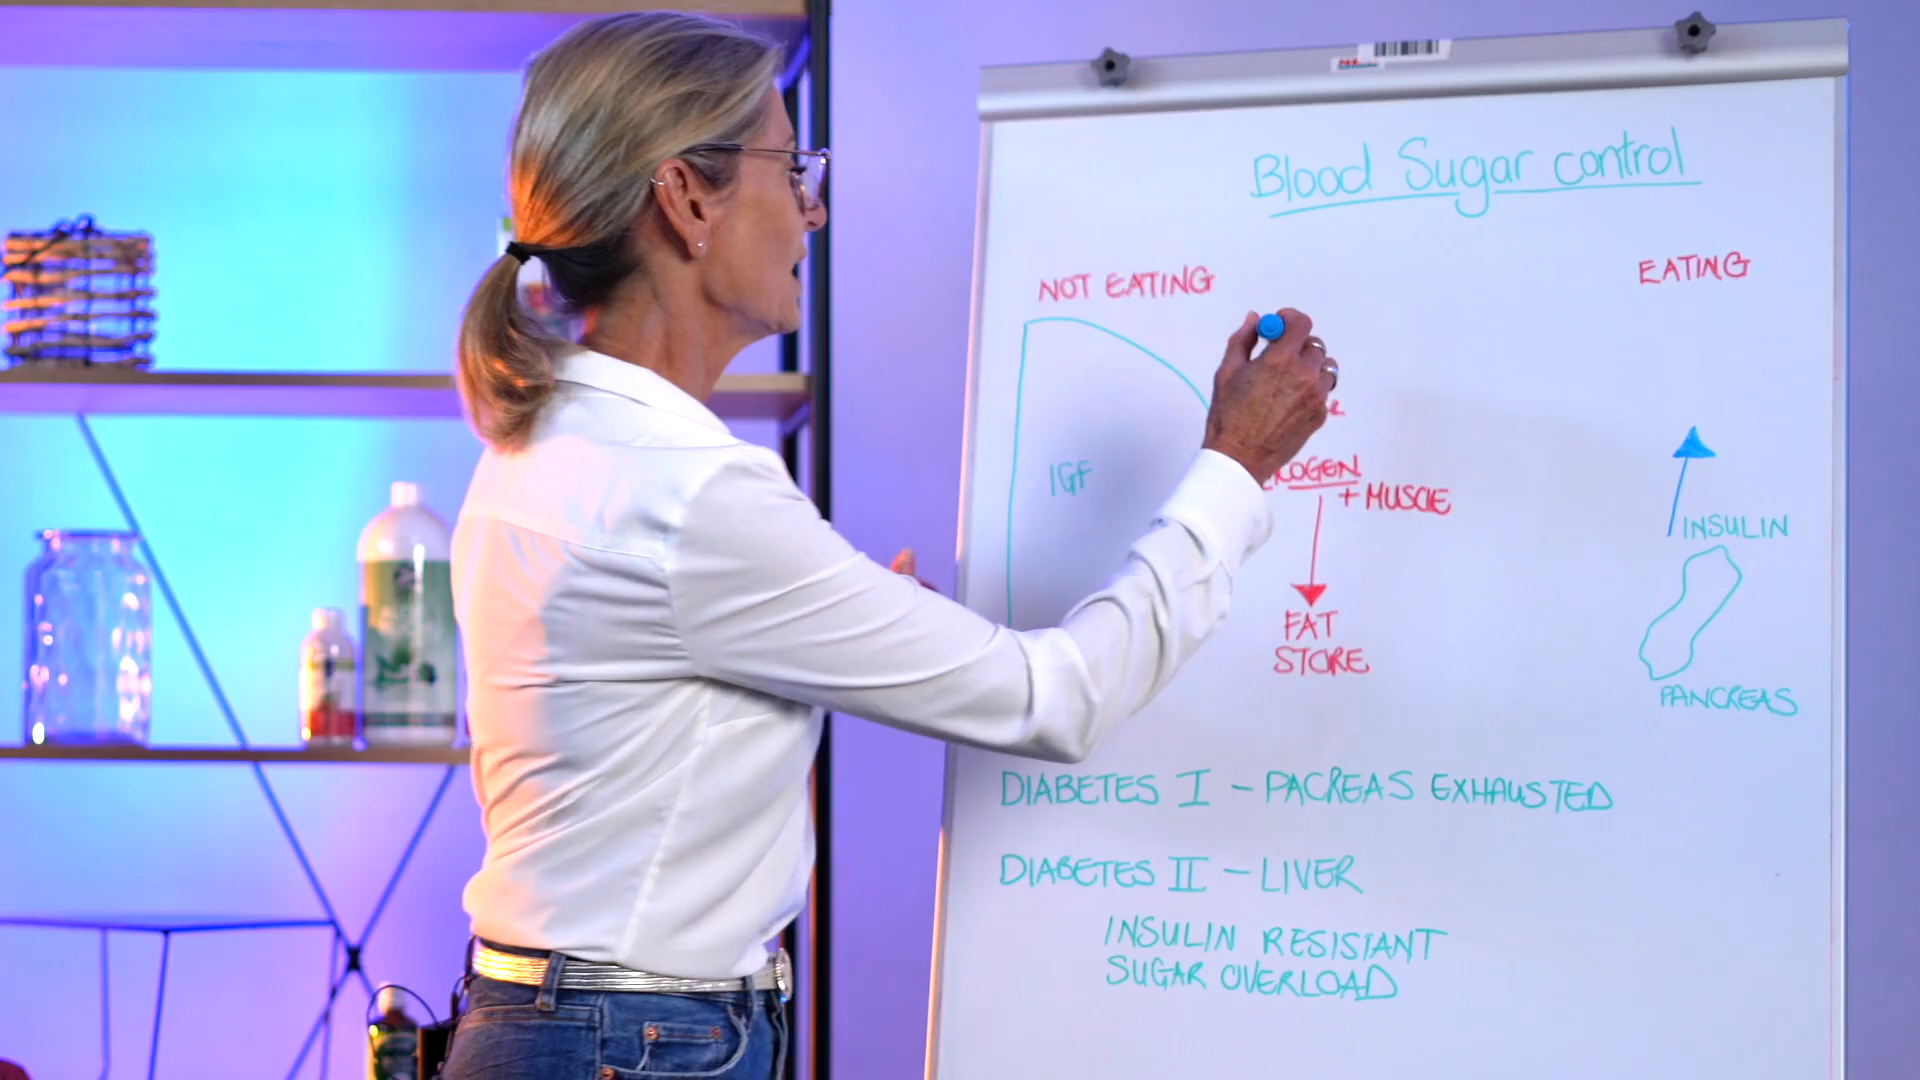 Blood Sugar control
NOT EATING
EATING
IGF
+ MUSCLE
INSULIN
FAT
STORE
PANCREAS
DIABETES I - PACREAS EXHAUSTED
DIABETES II - LIVER
INSULIN RESISTANT
SUGAR OVERLOAD